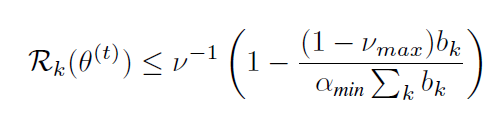 $\mathcal{R}_k(\theta^{(t)}) \leq \nu^{-1} \left( 1 - \frac{(1 - \nu_{max}) b_k}{\alpha_{min} \sum_k b_k} \right)$